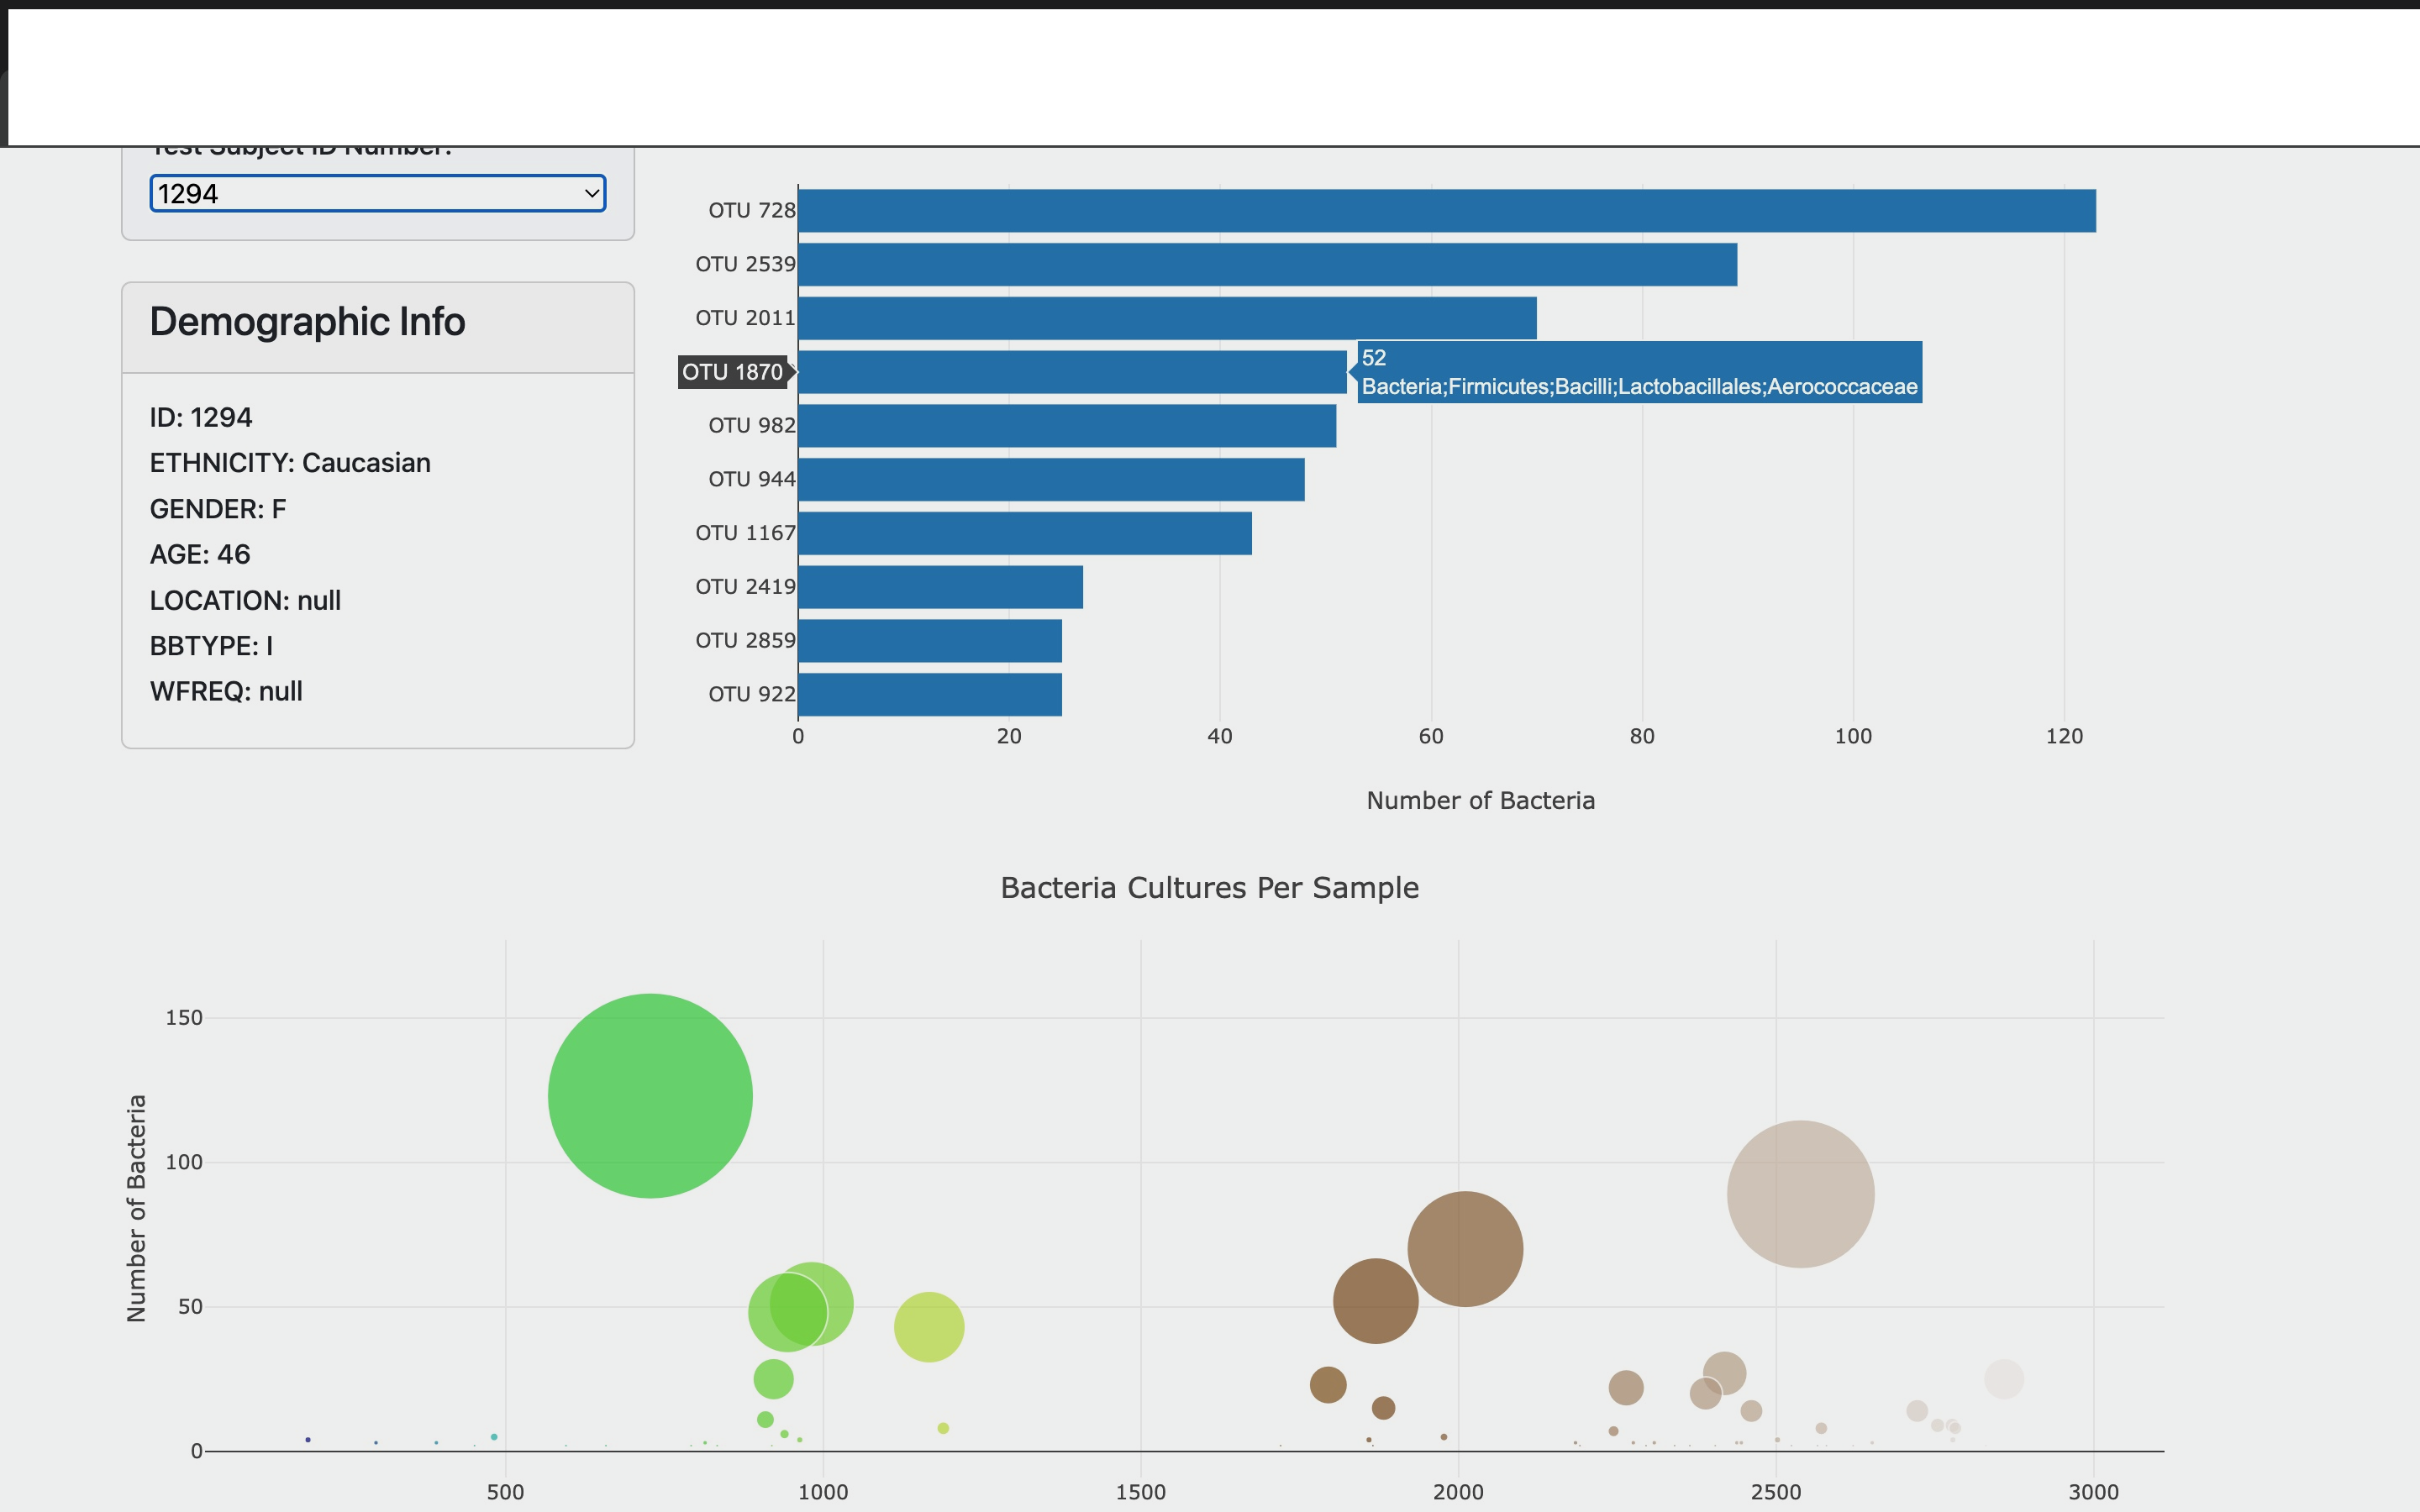 Test Subject ID Number:
1294
Demographic Info
ID: 1294
ETHNICITY: Caucasian
GENDER: F
AGE: 46
LOCATION: null
BBTYPE: I
WFREQ: null
OTU 728
OTU 2539
OTU 2011
OTU 1870
52
Bacteria;Firmicutes;Bacilli;Lactobacillales;Aerococcaceae
OTU 982
OTU 944
OTU 1167
OTU 2419
OTU 2859
OTU 922
0 20 40 60 80 100 120
Number of Bacteria
Bacteria Cultures Per Sample
Number of Bacteria
150
100
50
0
500 1000 1500 2000 2500 3000